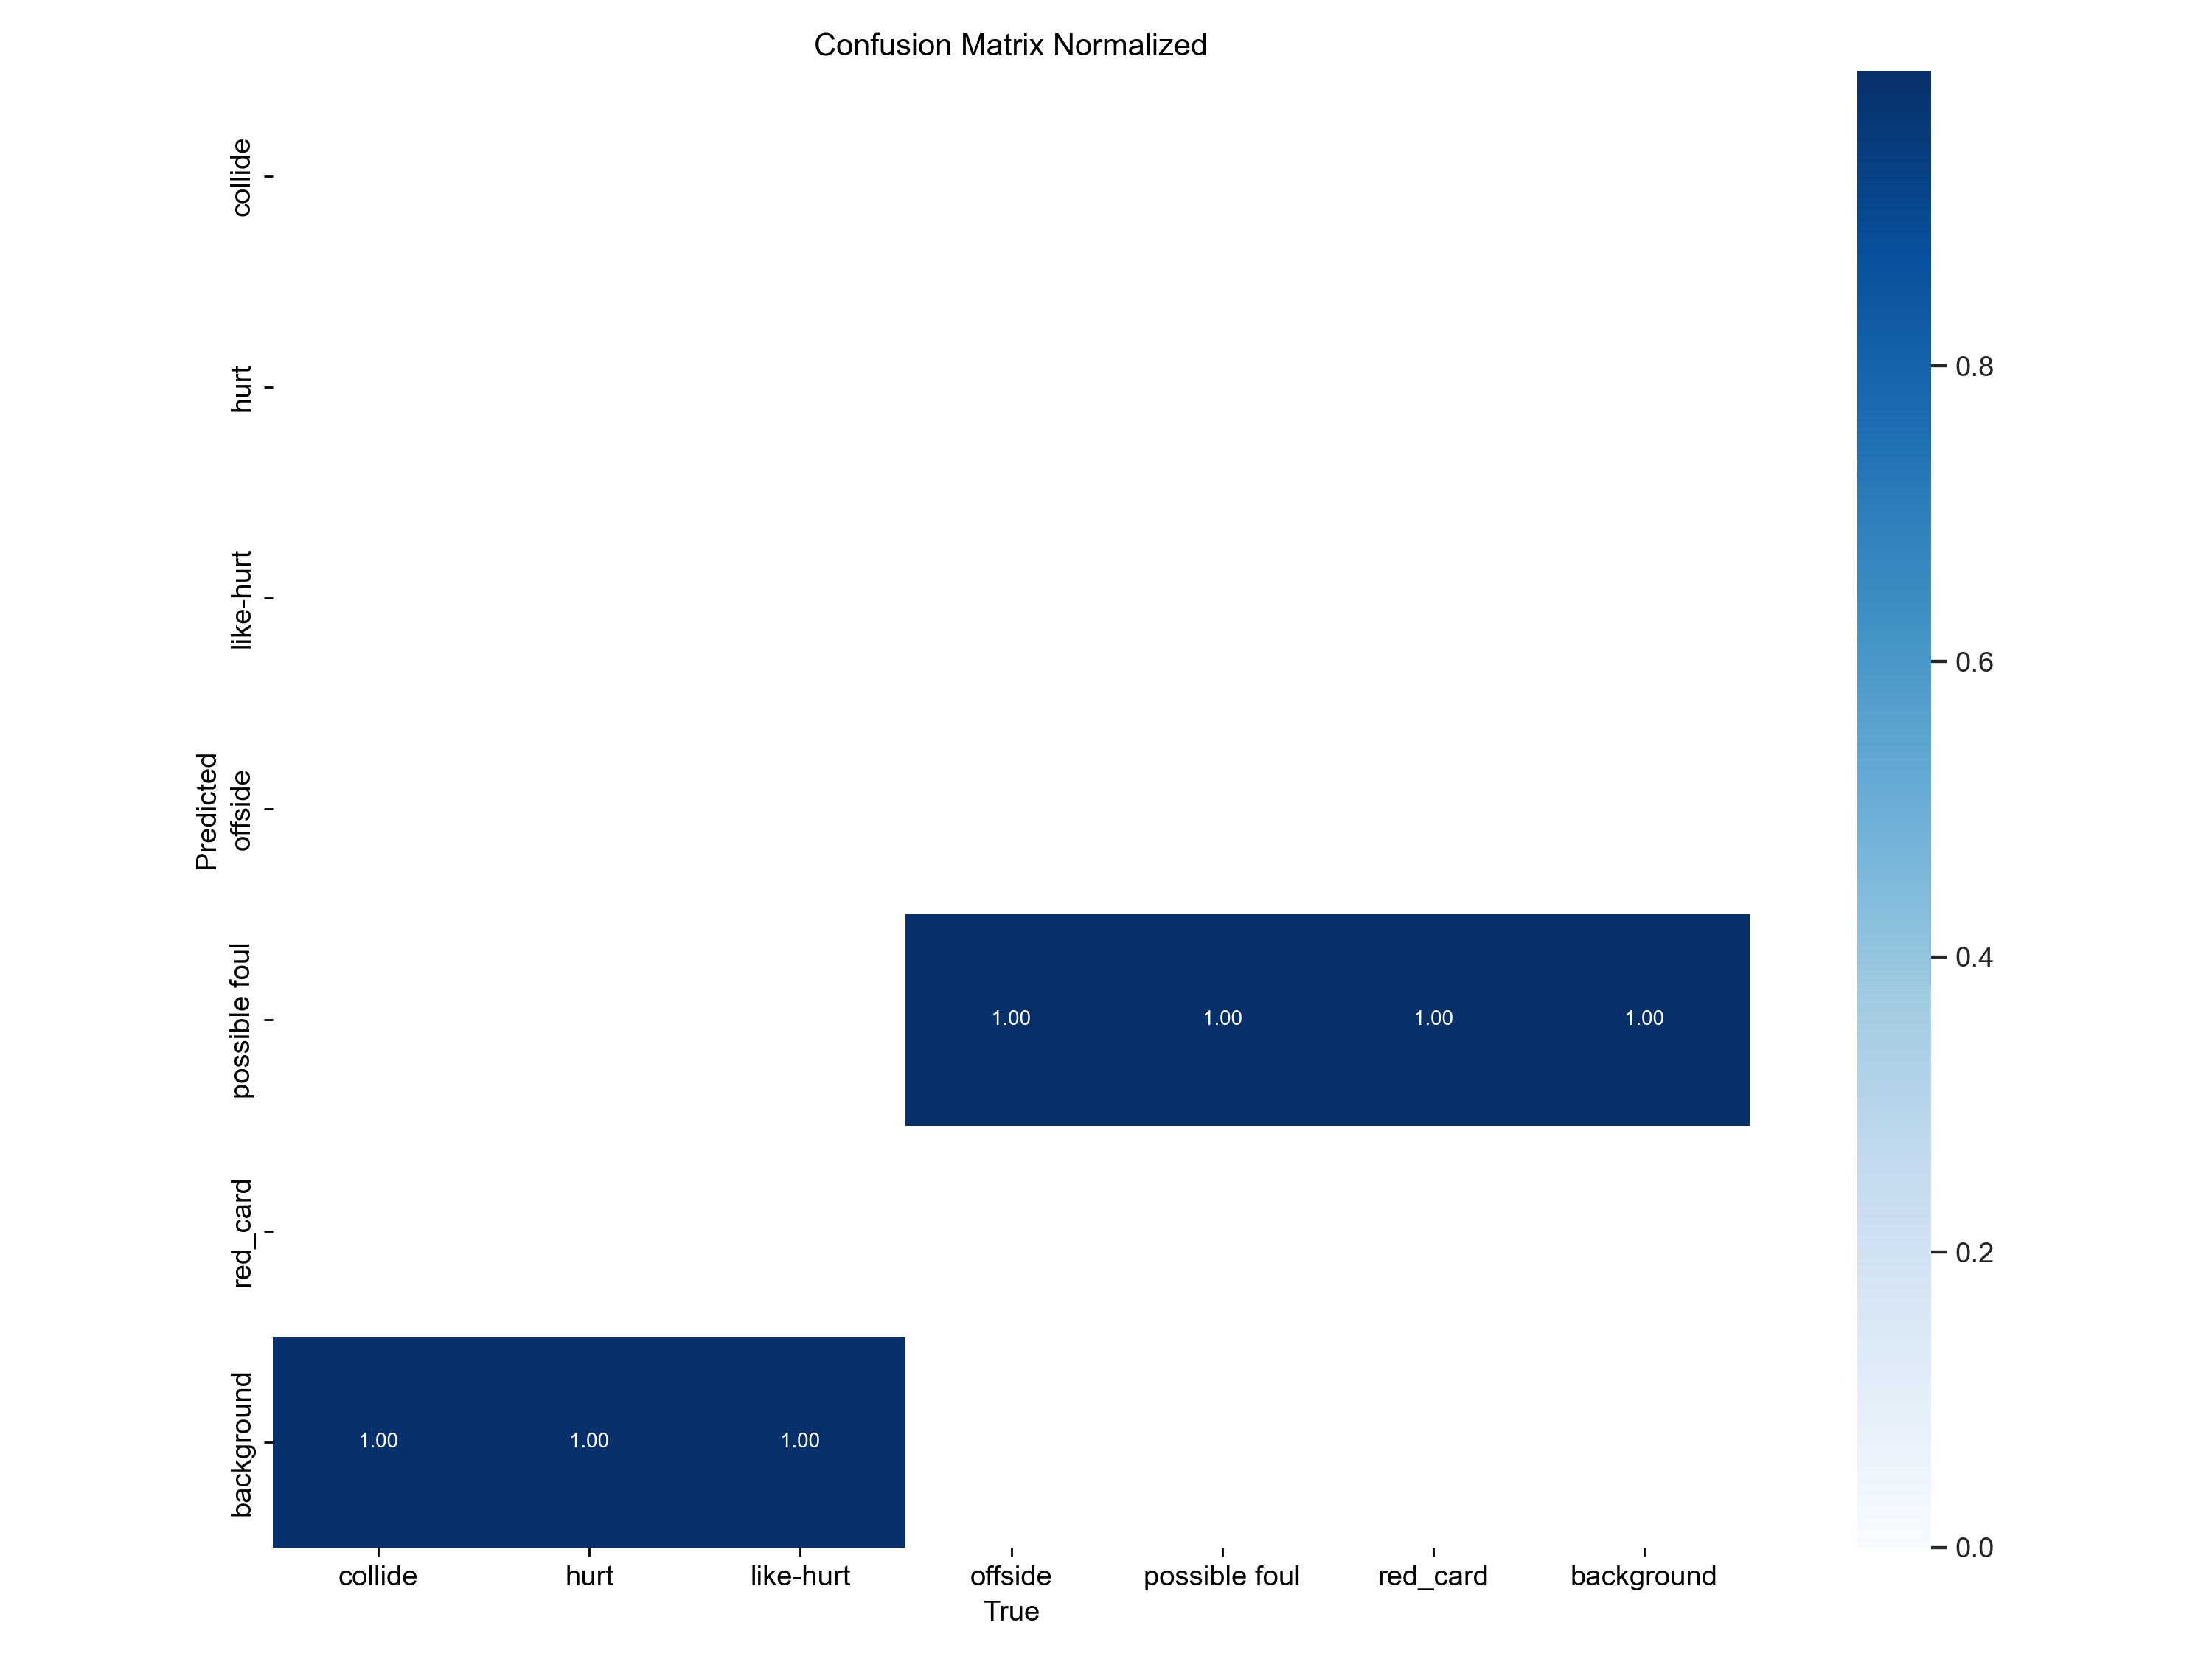 Confusion Matrix Normalized
collide
hurt
like-hurt
offside
possible foul
red_card
background
Predicted
1.00 1.00 1.00 1.00
1.00 1.00 1.00
collide hurt like-hurt offside possible foul red_card background
True
0.8
0.6
0.4
0.2
0.0